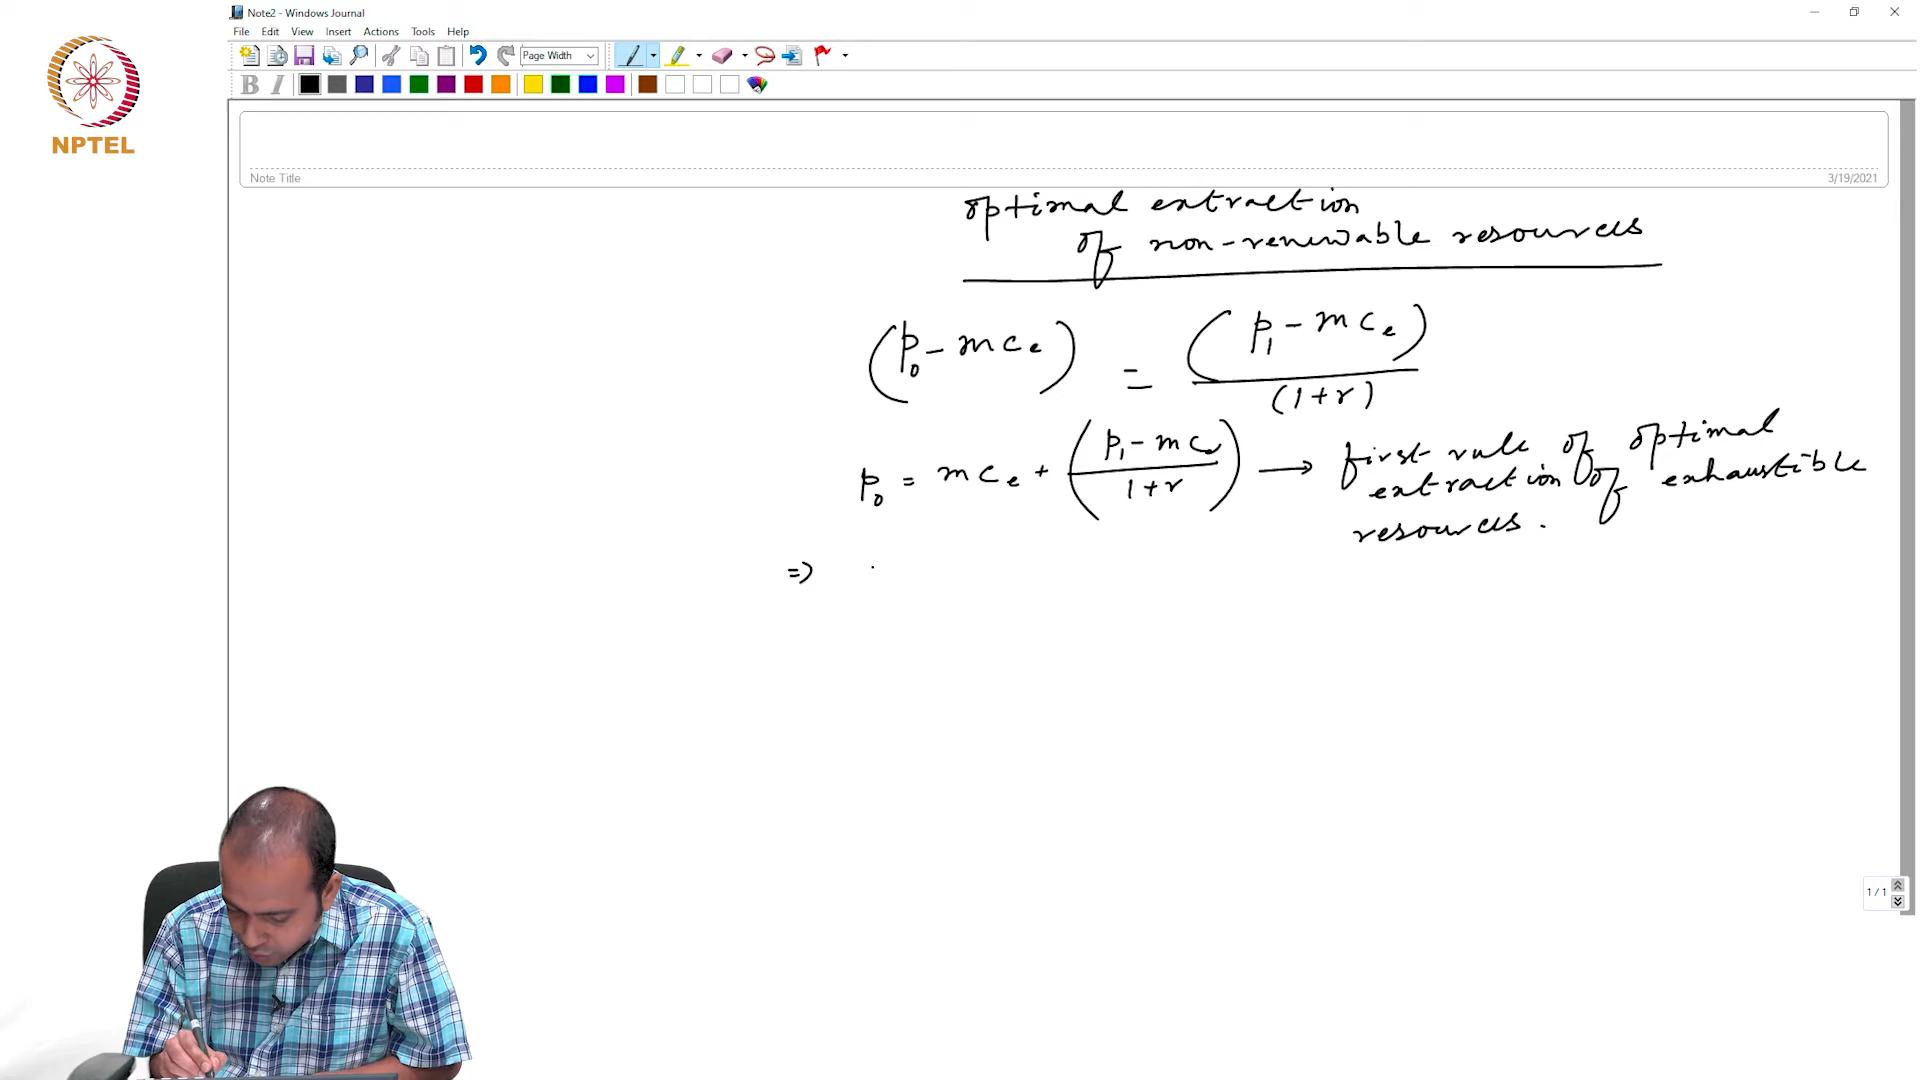 Note2 - Windows Journal
File Edit View Insert Actions Tools Help
Page Width
B I
NPTEL
Note Title
3/19/2021
optimal extraction
of non-renewable resources
(p₀ - mcₑ) = (p₁ - mcₑ) / (1+r)
p₀ = mcₑ + (p₁ - mcₑ / 1+r) → first rule of optimal
extraction of exhaustible
resources.
⇒
1 / 1